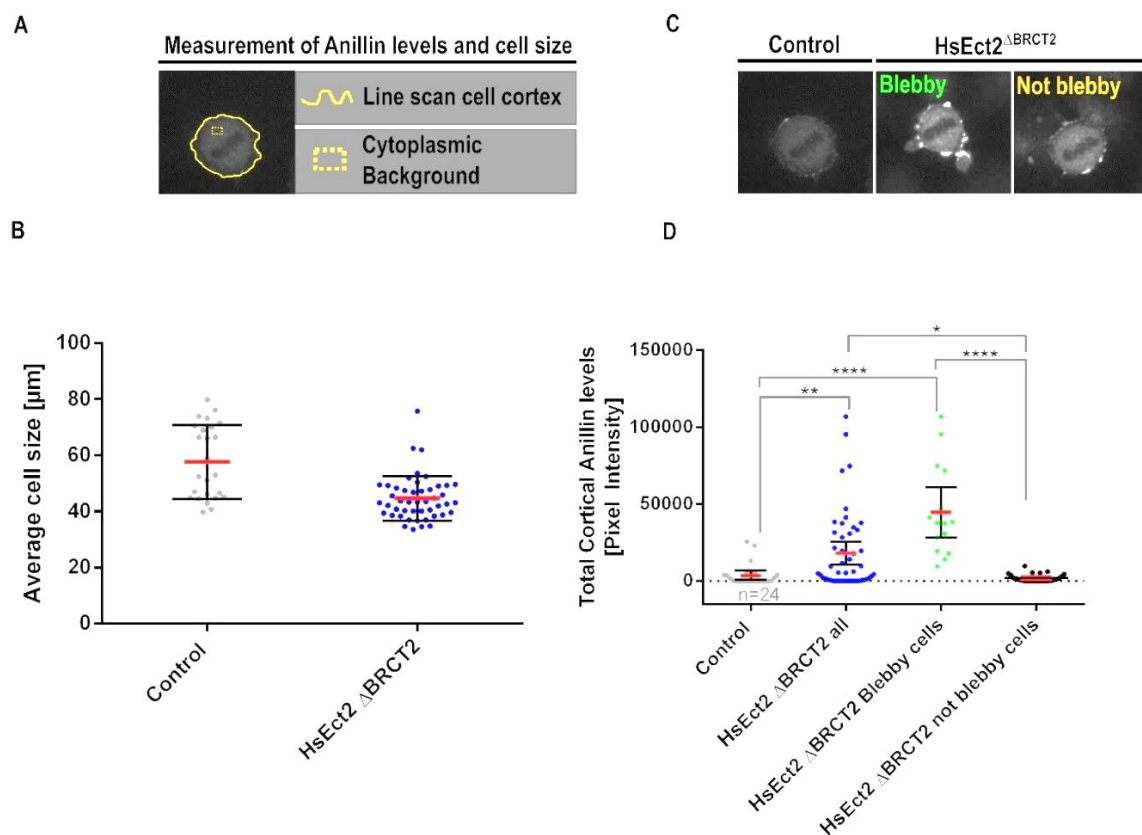 A
Measurement of Anillin levels and cell size
Line scan cell cortex
Cytoplasmic
Background
C
Control
HsEct2ΔBRCT2
Blebby
Not blebby
B
Average cell size [µm]
100
80
60
40
20
0
Control
HsEct2 ΔBRCT2
D
Total Cortical Anillin levels
[Pixel Intensity]
150000
100000
50000
0
*
****
****
**
n=24
Control
HsEct2 ΔBRCT2 all
HsEct2 ΔBRCT2 Blebby cells
HsEct2 ΔBRCT2 not blebby cells